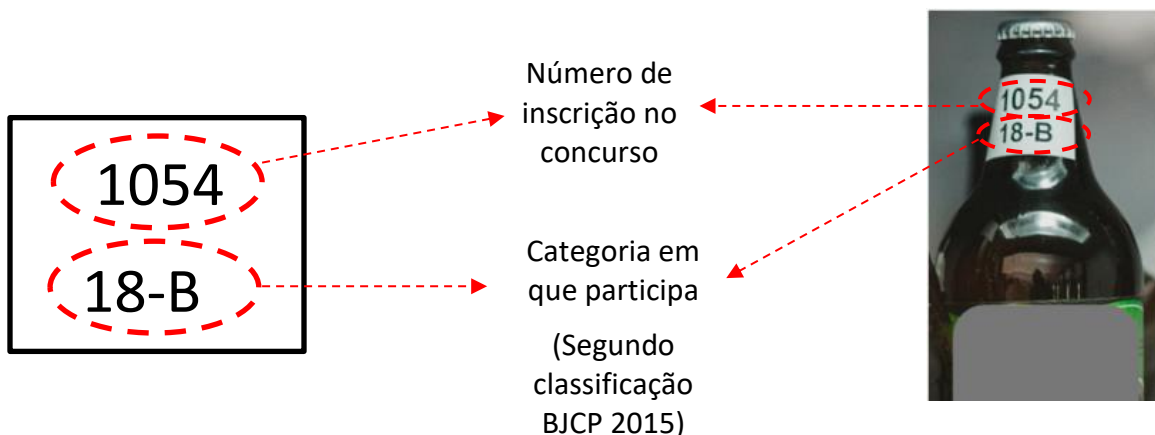 1054
18-B
Número de
inscrição no
concurso
Categoria em
que participa
(Segundo
classificação
BJCP 2015)
1054
18-B